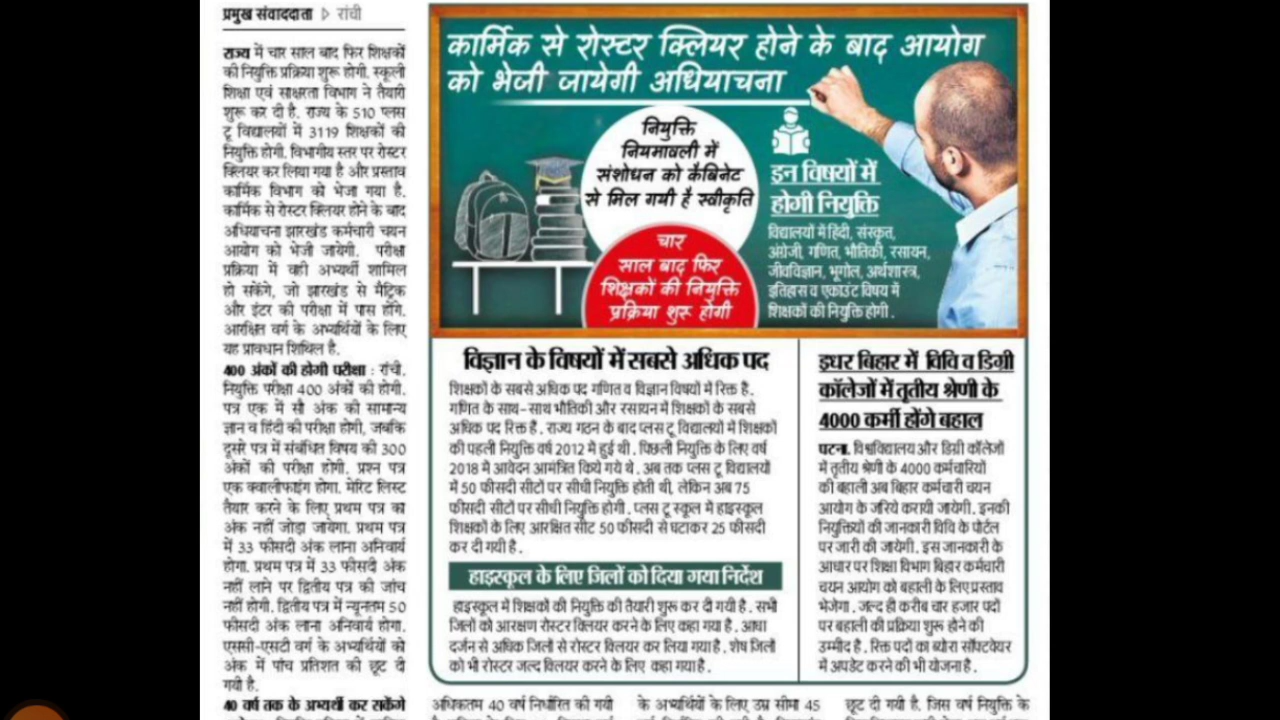 प्रमुख संवाददाता ▷ रांची
राज्य में चार साल बाद फिर शिक्षकों
की नियुक्ति प्रक्रिया शुरू होगी. स्कूली
शिक्षा एवं साक्षरता विभाग ने तैयारी
शुरू कर दी है. राज्य के 510 प्लस
टू विद्यालयों में 3119 शिक्षकों की
नियुक्ति होगी. विभागीय स्तर पर रोस्टर
क्लियर कर लिया गया है और प्रस्ताव
कार्मिक विभाग को भेजा गया है.
कार्मिक से रोस्टर क्लियर होने के बाद
अधियाचना झारखंड कर्मचारी चयन
आयोग को भेजी जायेगी. परीक्षा
प्रक्रिया में वही अभ्यर्थी शामिल
हो सकेंगे, जो झारखंड से मैट्रिक
और इंटर की परीक्षा में पास होंगे.
आरक्षित वर्ग के अभ्यर्थियों के लिए
यह प्रावधान शिथिल है.
400 अंकों की होगी परीक्षा : रांची.
नियुक्ति परीक्षा 400 अंकों की होगी.
पत्र एक में सौ अंक की सामान्य
ज्ञान व हिंदी की परीक्षा होगी, जबकि
दूसरे पत्र में संबंधित विषय की 300
अंकों की परीक्षा होगी. प्रश्न पत्र
एक क्वालीफाइंग होगा. मेरिट लिस्ट
तैयार करने के लिए प्रथम पत्र का
अंक नहीं जोड़ा जायेगा. प्रथम पत्र
में 33 फीसदी अंक लाना अनिवार्य
होगा. प्रथम पत्र में 33 फीसदी अंक
नहीं लाने पर द्वितीय पत्र की जांच
नहीं होगी. द्वितीय पत्र में न्यूनतम 50
फीसदी अंक लाना अनिवार्य होगा.
एससी-एसटी वर्ग के अभ्यर्थियों को
अंक में पांच प्रतिशत की छूट दी
गयी है.
40 वर्ष तक के अभ्यर्थी कर सकेंगे
कार्मिक से रोस्टर क्लियर होने के बाद आयोग
को भेजी जायेगी अधियाचना
नियुक्ति
नियमावली में
संशोधन को कैबिनेट
से मिल गयी है स्वीकृति
चार
साल बाद फिर
शिक्षकों की नियुक्ति
प्रक्रिया शुरू होगी
इन विषयों में
होगी नियुक्ति
विद्यालयों में हिंदी, संस्कृत,
अंग्रेजी, गणित, भौतिकी, रसायन,
जीवविज्ञान, भूगोल, अर्थशास्त्र,
इतिहास व एकाउंट विषय में
शिक्षकों की नियुक्ति होगी.
विज्ञान के विषयों में सबसे अधिक पद
शिक्षकों के सबसे अधिक पद गणित व विज्ञान विषयों में रिक्त है.
गणित के साथ-साथ भौतिकी और रसायन में शिक्षकों के सबसे
अधिक पद रिक्त हैं. राज्य गठन के बाद प्लस टू विद्यालयों में शिक्षकों
की पहली नियुक्ति वर्ष 2012 में हुई थी. पिछली नियुक्ति के लिए वर्ष
2018 में आवेदन आमंत्रित किये गये थे. अब तक प्लस टू विद्यालयों
में 50 फीसदी सीटों पर सीधी नियुक्ति होती थी, लेकिन अब 75
फीसदी सीटों पर सीधी नियुक्ति होगी. प्लस टू स्कूल में हाइस्कूल
शिक्षकों के लिए आरक्षित सीट 50 फीसदी से घटाकर 25 फीसदी
कर दी गयी है.
हाइस्कूल के लिए जिलों को दिया गया निर्देश
हाइस्कूल में शिक्षकों की नियुक्ति की तैयारी शुरू कर दी गयी है. सभी
जिलों को आरक्षण रोस्टर क्लियर करने के लिए कहा गया है. आधा
दर्जन से अधिक जिलों से रोस्टर क्लियर कर लिया गया है. शेष जिलों
को भी रोस्टर जल्द क्लियर करने के लिए कहा गया है.
इधर बिहार में विवि व डिग्री
कॉलेजों में तृतीय श्रेणी के
4000 कर्मी होंगे बहाल
पटना. विश्वविद्यालय और डिग्री कॉलेजों
में तृतीय श्रेणी के 4000 कर्मचारियों
की बहाली अब बिहार कर्मचारी चयन
आयोग के जरिये करायी जायेगी. इनकी
नियुक्तियों की जानकारी विवि के पोर्टल
पर जारी की जायेगी. इस जानकारी के
आधार पर शिक्षा विभाग बिहार कर्मचारी
चयन आयोग को बहाली के लिए प्रस्ताव
भेजेगा. जल्द ही करीब चार हजार पदों
पर बहाली की प्रक्रिया शुरू होने की
उम्मीद है. रिक्त पदों का ब्योरा सॉफ्टवेयर
में अपडेट करने की भी योजना है.
अधिकतम 40 वर्ष निर्धारित की गयी
के अभ्यर्थियों के लिए उम्र सीमा 45
छूट दी गयी है. जिस वर्ष नियुक्ति के